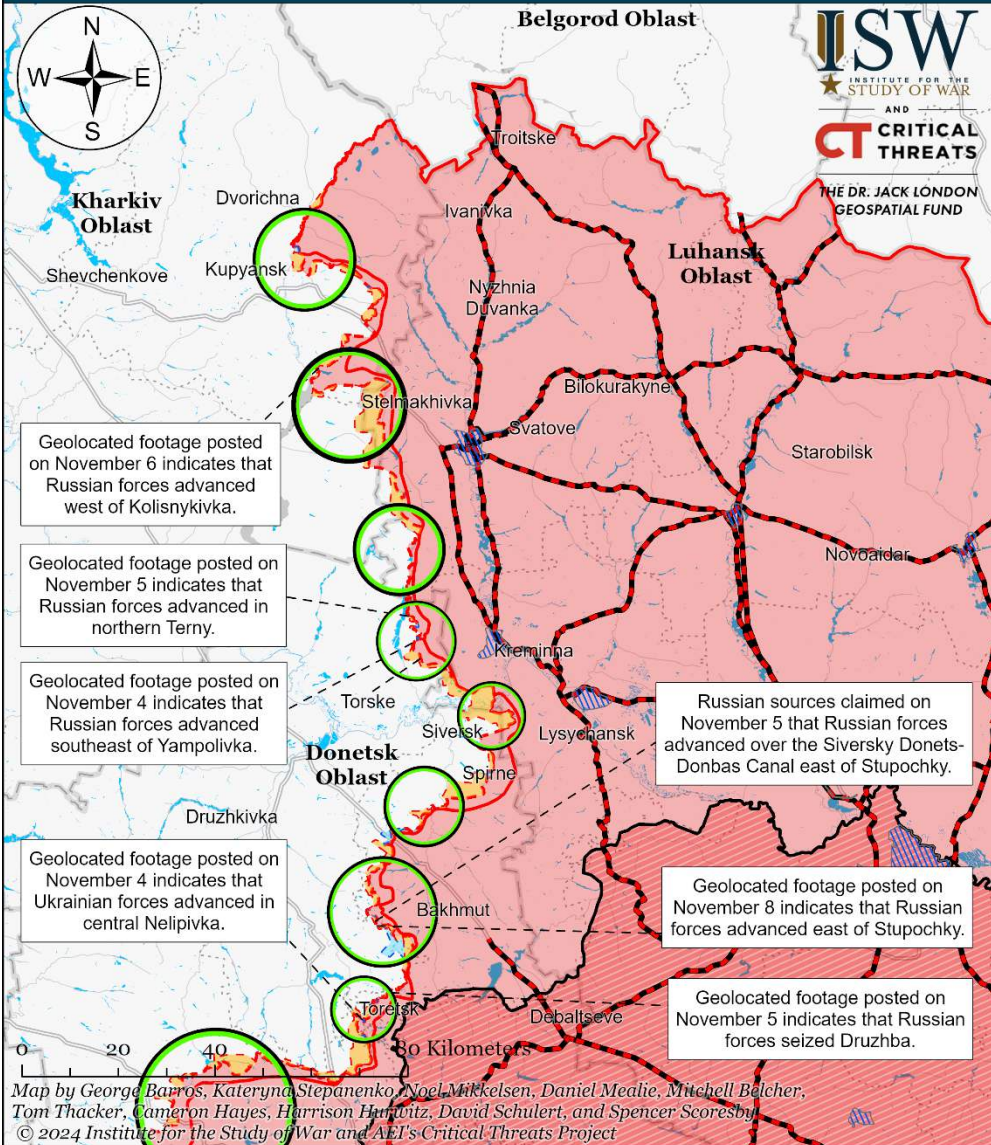 Belgorod Oblast
N
W E
S
ISW
INSTITUTE FOR THE
STUDY OF WAR
AND
CT CRITICAL
THREATS
THE DR. JACK LONDON
GEOSPATIAL FUND
Troitske
Kharkiv
Oblast
Dvorichna
Ivanivka
Shevchenkove
Kupyansk
Luhansk
Oblast
Nyzhnia
Duvanka
Stelmakhivka
Bilokurakyne
Svatove
Starobilsk
Geolocated footage posted
on November 6 indicates that
Russian forces advanced
west of Kolisnykivka.
Novoaidar
Geolocated footage posted on
November 5 indicates that
Russian forces advanced in
northern Terny.
Kreminna
Geolocated footage posted on
November 4 indicates that
Russian forces advanced
southeast of Yampolivka.
Torske
Siversk
Lysychansk
Donetsk
Oblast
Spirne
Russian sources claimed on
November 5 that Russian forces
advanced over the Siversky Donets-
Donbas Canal east of Stupochky.
Druzhkivka
Geolocated footage posted on
November 4 indicates that
Ukrainian forces advanced in
central Nelipivka.
Bakhmut
Geolocated footage posted on
November 8 indicates that Russian
forces advanced east of Stupochky.
Toretsk
Debaltseve
Geolocated footage posted on
November 5 indicates that Russian
forces seized Druzhba.
0 20 40 80 Kilometers
Map by George Barros, Kateryna Stepanenko, Noel Mikkelsen, Daniel Mealie, Mitchell Belcher,
Tom Thacker, Cameron Hayes, Harrison Hurwitz, David Schulert, and Spencer Scoresby
© 2024 Institute for the Study of War and AEI's Critical Threats Project